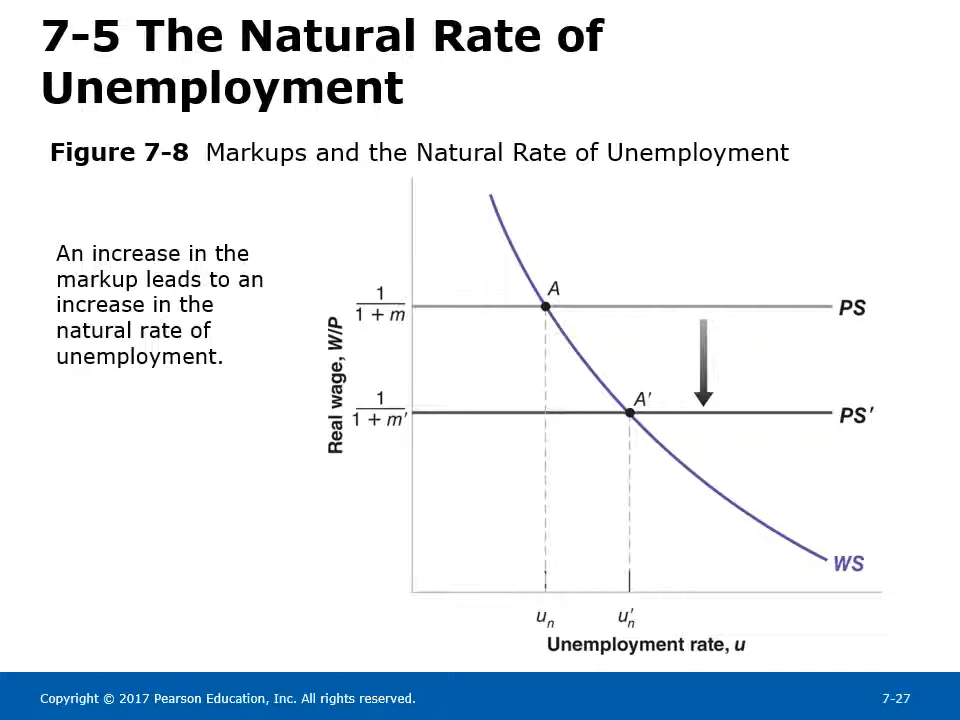 7-5 The Natural Rate of
Unemployment
Figure 7-8 Markups and the Natural Rate of Unemployment
An increase in the
markup leads to an
increase in the
natural rate of
unemployment.
Real wage, W/P
1
1 + m
A
PS
1
1 + m′
A′
PS′
WS
uₙ
u′ₙ
Unemployment rate, u
Copyright © 2017 Pearson Education, Inc. All rights reserved.
7-27